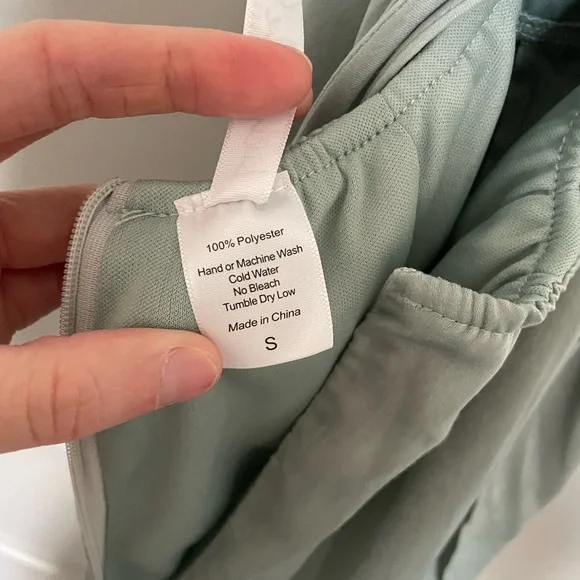 100% Polyester
Hand or Machine Wash
Cold Water
No Bleach
Tumble Dry Low
Made in China
S